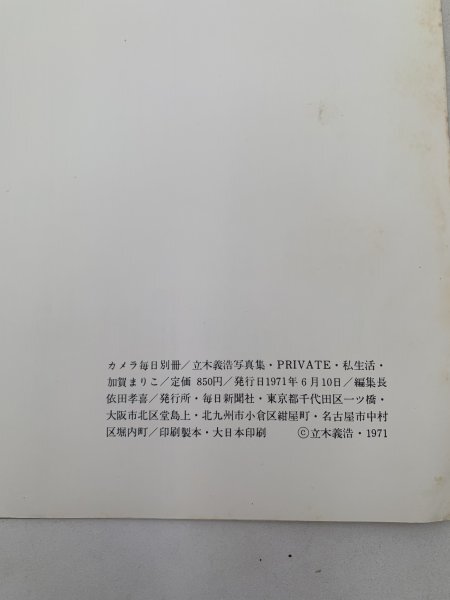 カメラ毎日別冊/立木義浩写真集・PRIVATE・私生活・
加賀まりこ/定価 850円/発行日1971年6月10日/編集長
依田孝喜/発行所・毎日新聞社・東京都千代田区一ツ橋・
大阪市北区堂島上・北九州市小倉区紺屋町・名古屋市中村
区堀内町/印刷製本・大日本印刷 ©立木義浩・1971